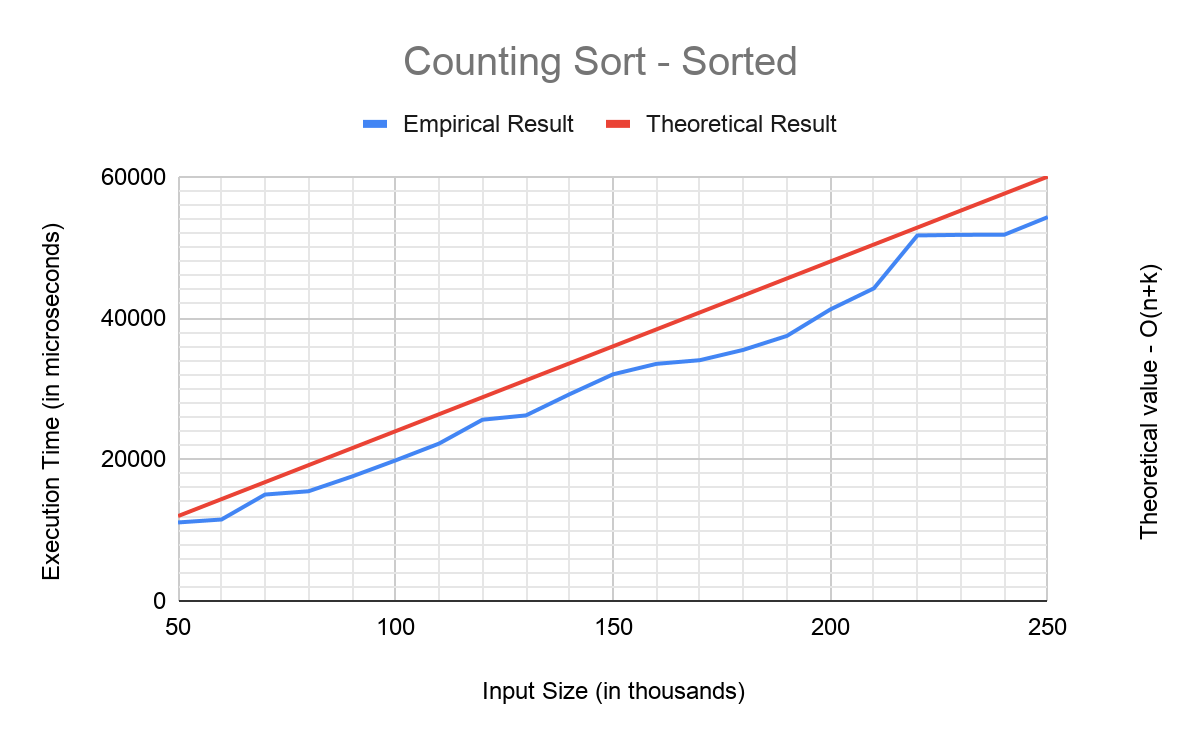 Counting Sort - Sorted
Empirical Result
Theoretical Result
60000
40000
20000
0
50
100
150
200
250
Execution Time (in microseconds)
Input Size (in thousands)
Theoretical value - O(n+k)